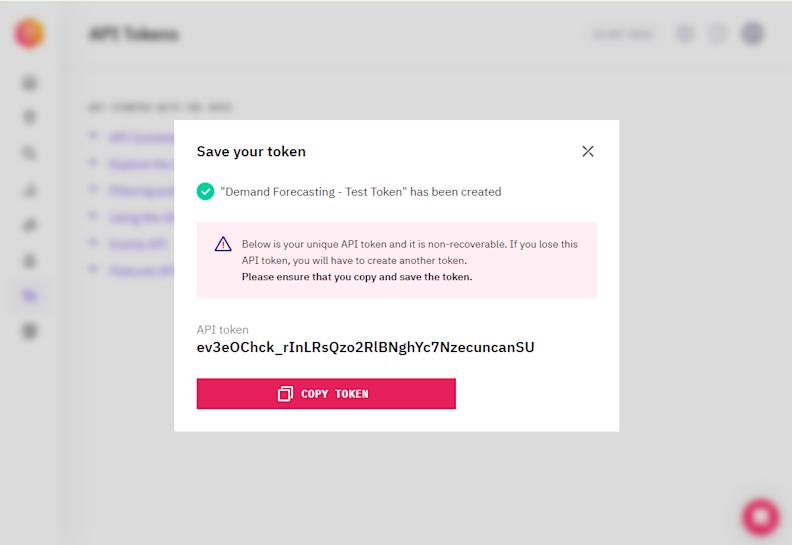 API Tokens
Save your token
"Demand Forecasting - Test Token" has been created
Below is your unique API token and it is non-recoverable. If you lose this
API token, you will have to create another token.
Please ensure that you copy and save the token.
API token
ev3eOChck_rInLRsQzo2RlBNghYc7NzecuncanSU
COPY TOKEN